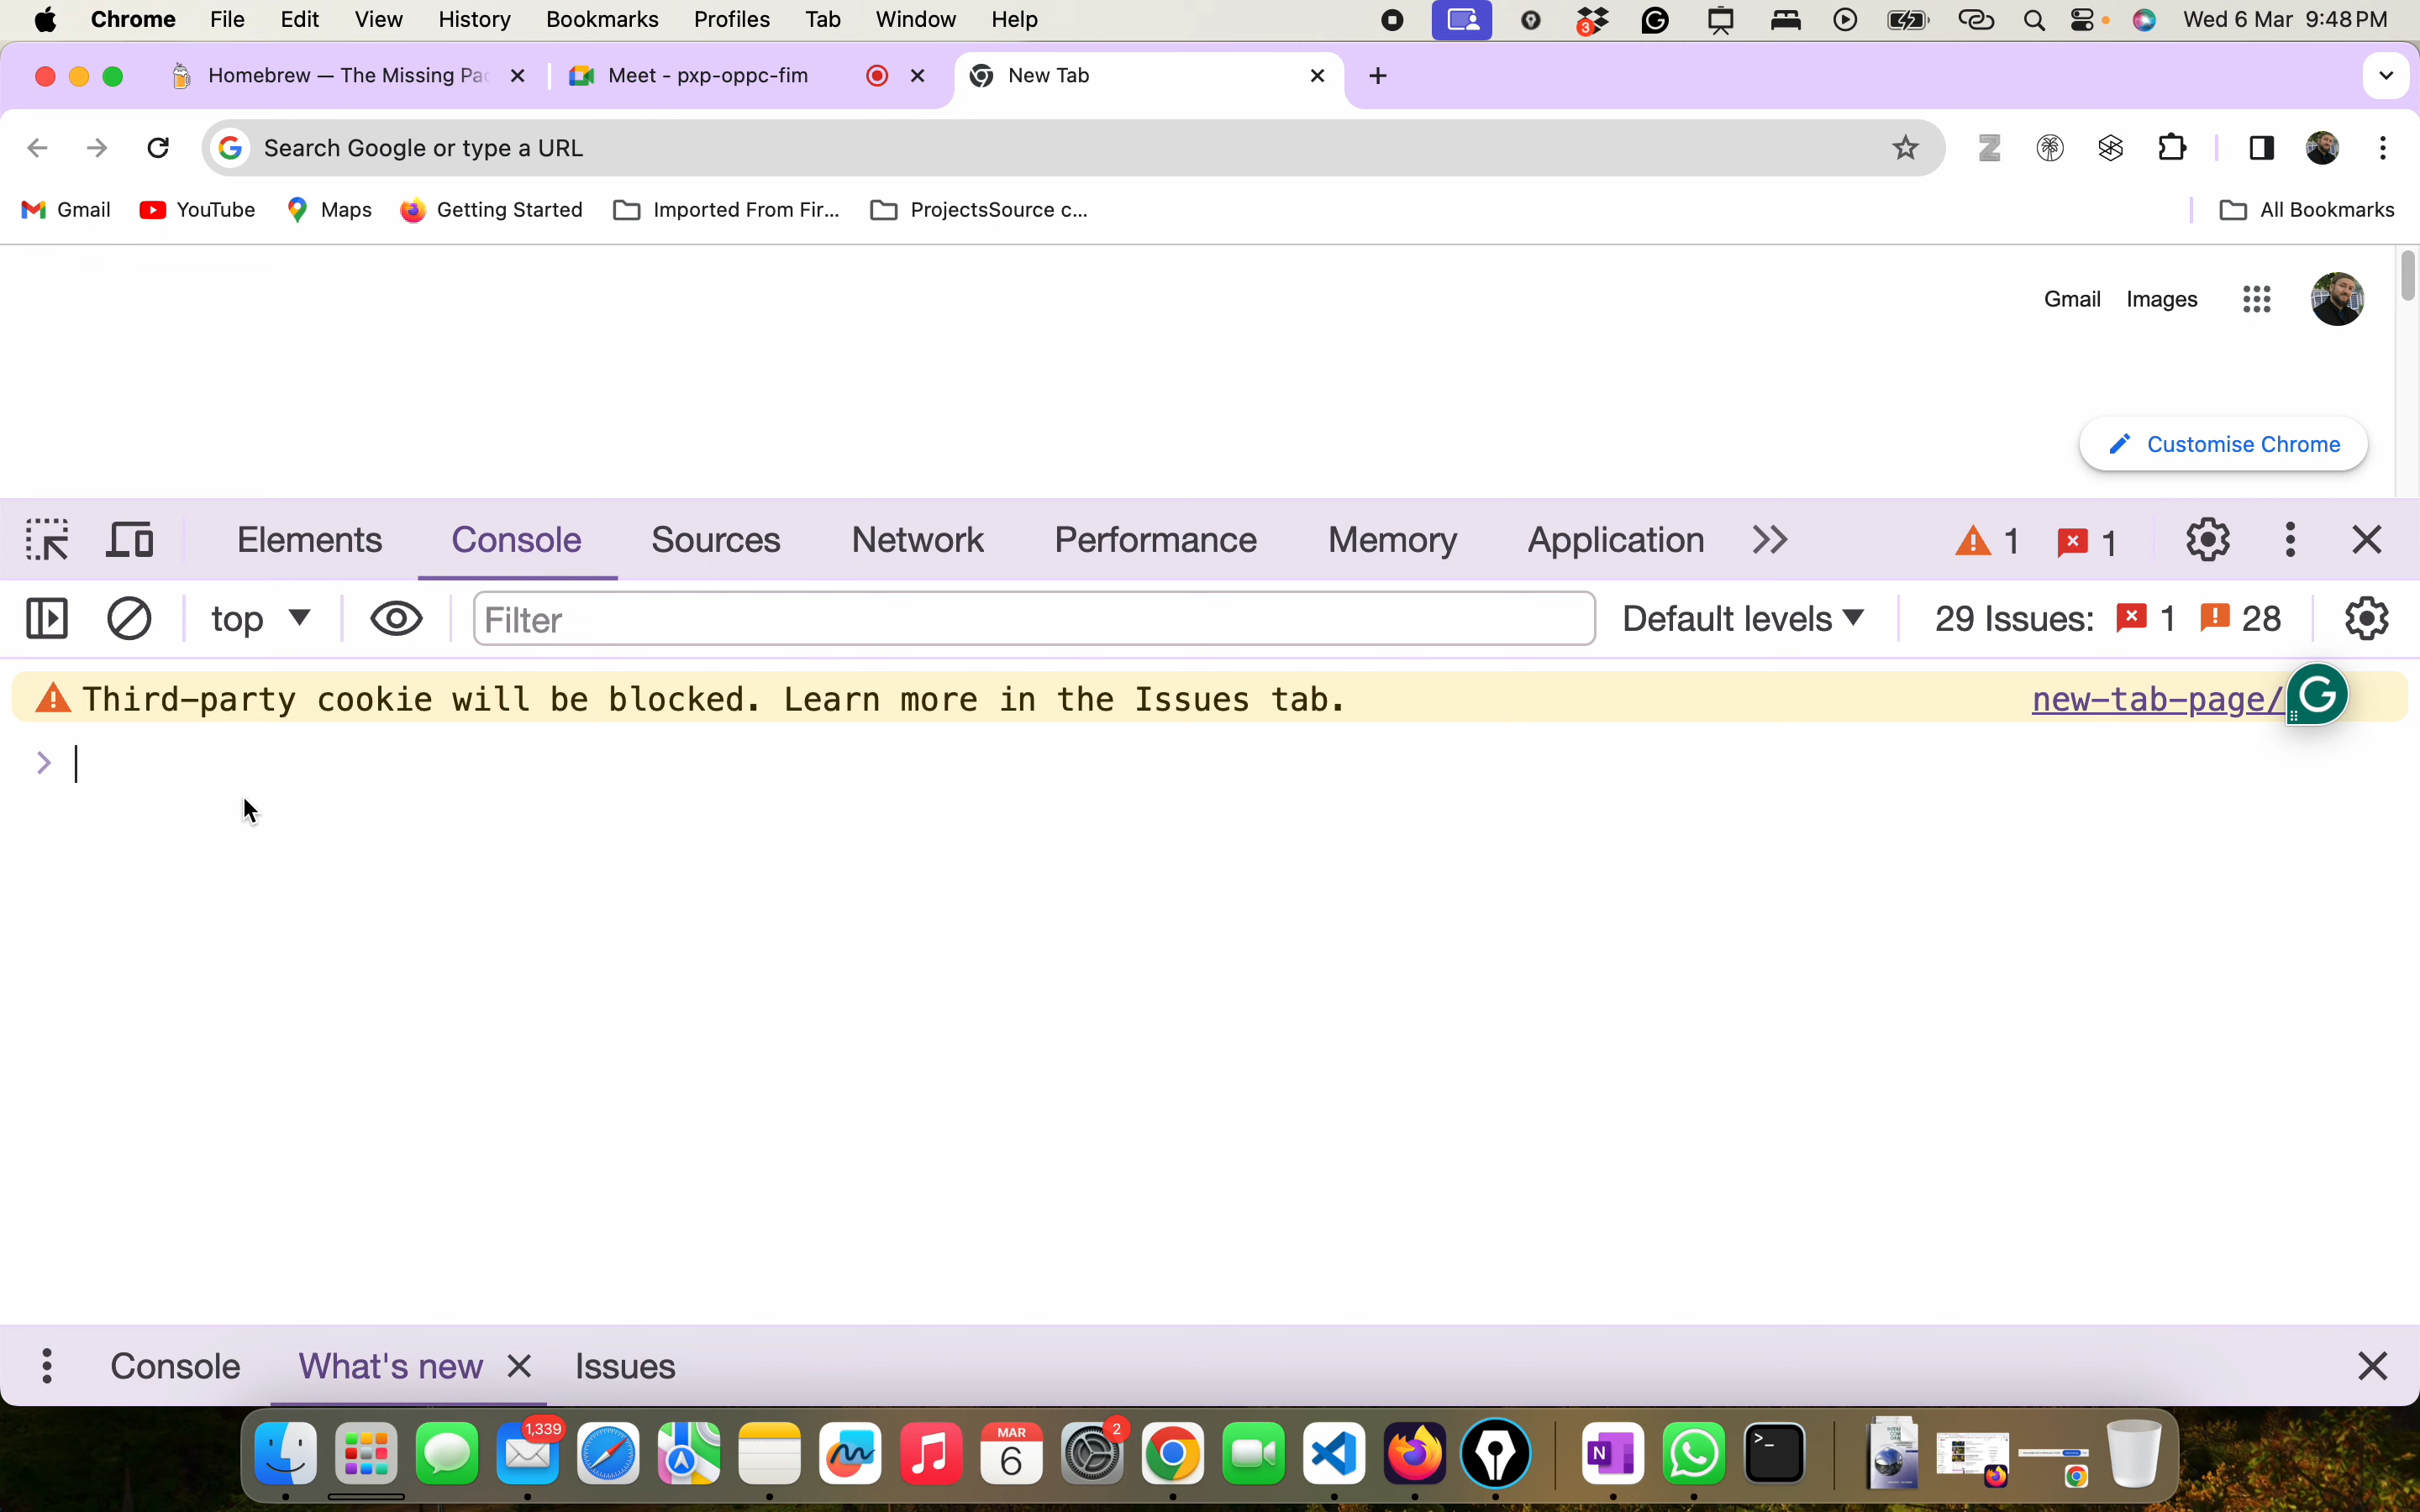 Chrome File Edit View History Bookmarks Profiles Tab Window Help 3 Wed 6 Mar 9:48 PM
Homebrew — The Missing Pac Meet - pxp-oppc-fim New Tab
Search Google or type a URL
Gmail YouTube Maps Getting Started Imported From Fir... ProjectsSource c... All Bookmarks
Gmail Images
Customise Chrome
Elements Console Sources Network Performance Memory Application 1 1
top Filter Default levels 29 Issues: 1 28
Third-party cookie will be blocked. Learn more in the Issues tab. new-tab-page/
Console What's new Issues
1,339 MAR 6 2